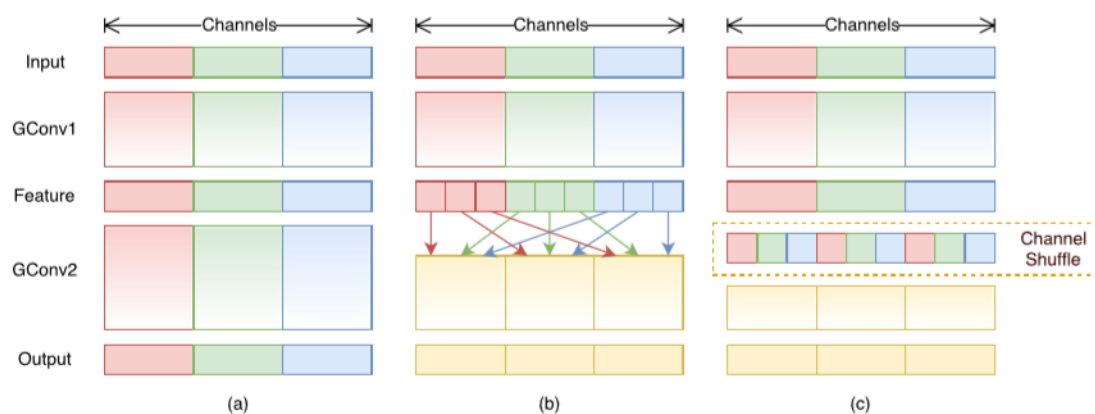 Channels Channels Channels
Input
GConv1
Feature
GConv2
Channel
Shuffle
Output
(a) (b) (c)